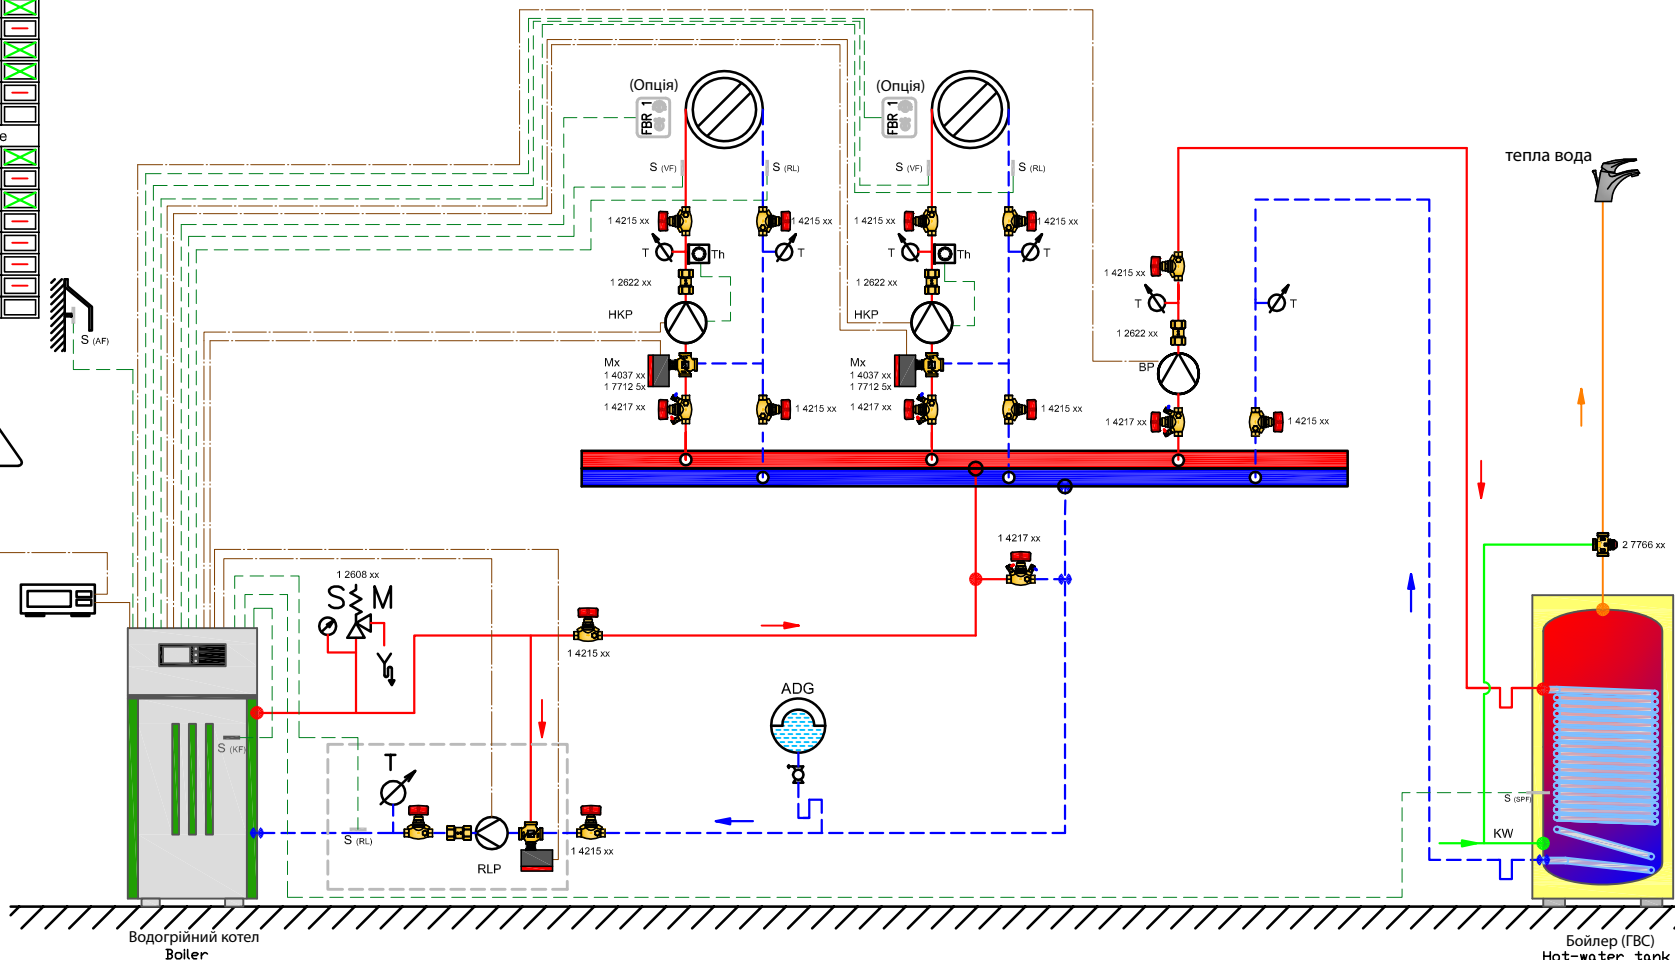 e
(Опція)
(Опція)
FBR 1
FBR 1
тепла вода
S (VF)
S (RL)
S (VF)
S (RL)
1 4215 xx
1 4215 xx
1 4215 xx
1 4215 xx
T
Th
T
T
Th
T
1 4215 xx
1 2622 xx
1 2622 xx
T
T
HKP
HKP
1 2622 xx
S (AF)
Mx
1 4037 xx
1 7712 5x
Mx
1 4037 xx
1 7712 5x
BP
1 4217 xx
1 4215 xx
1 4217 xx
1 4215 xx
1 4217 xx
1 4215 xx
1 4217 xx
2 7766 xx
1 2608 xx
S M
1 4215 xx
ADG
S (KF)
T
S (SPF)
S (RL)
KW
1 4215 xx
RLP
Водогрійний котел
Boiler
Бойлер (ГВС)
Hot-water tank